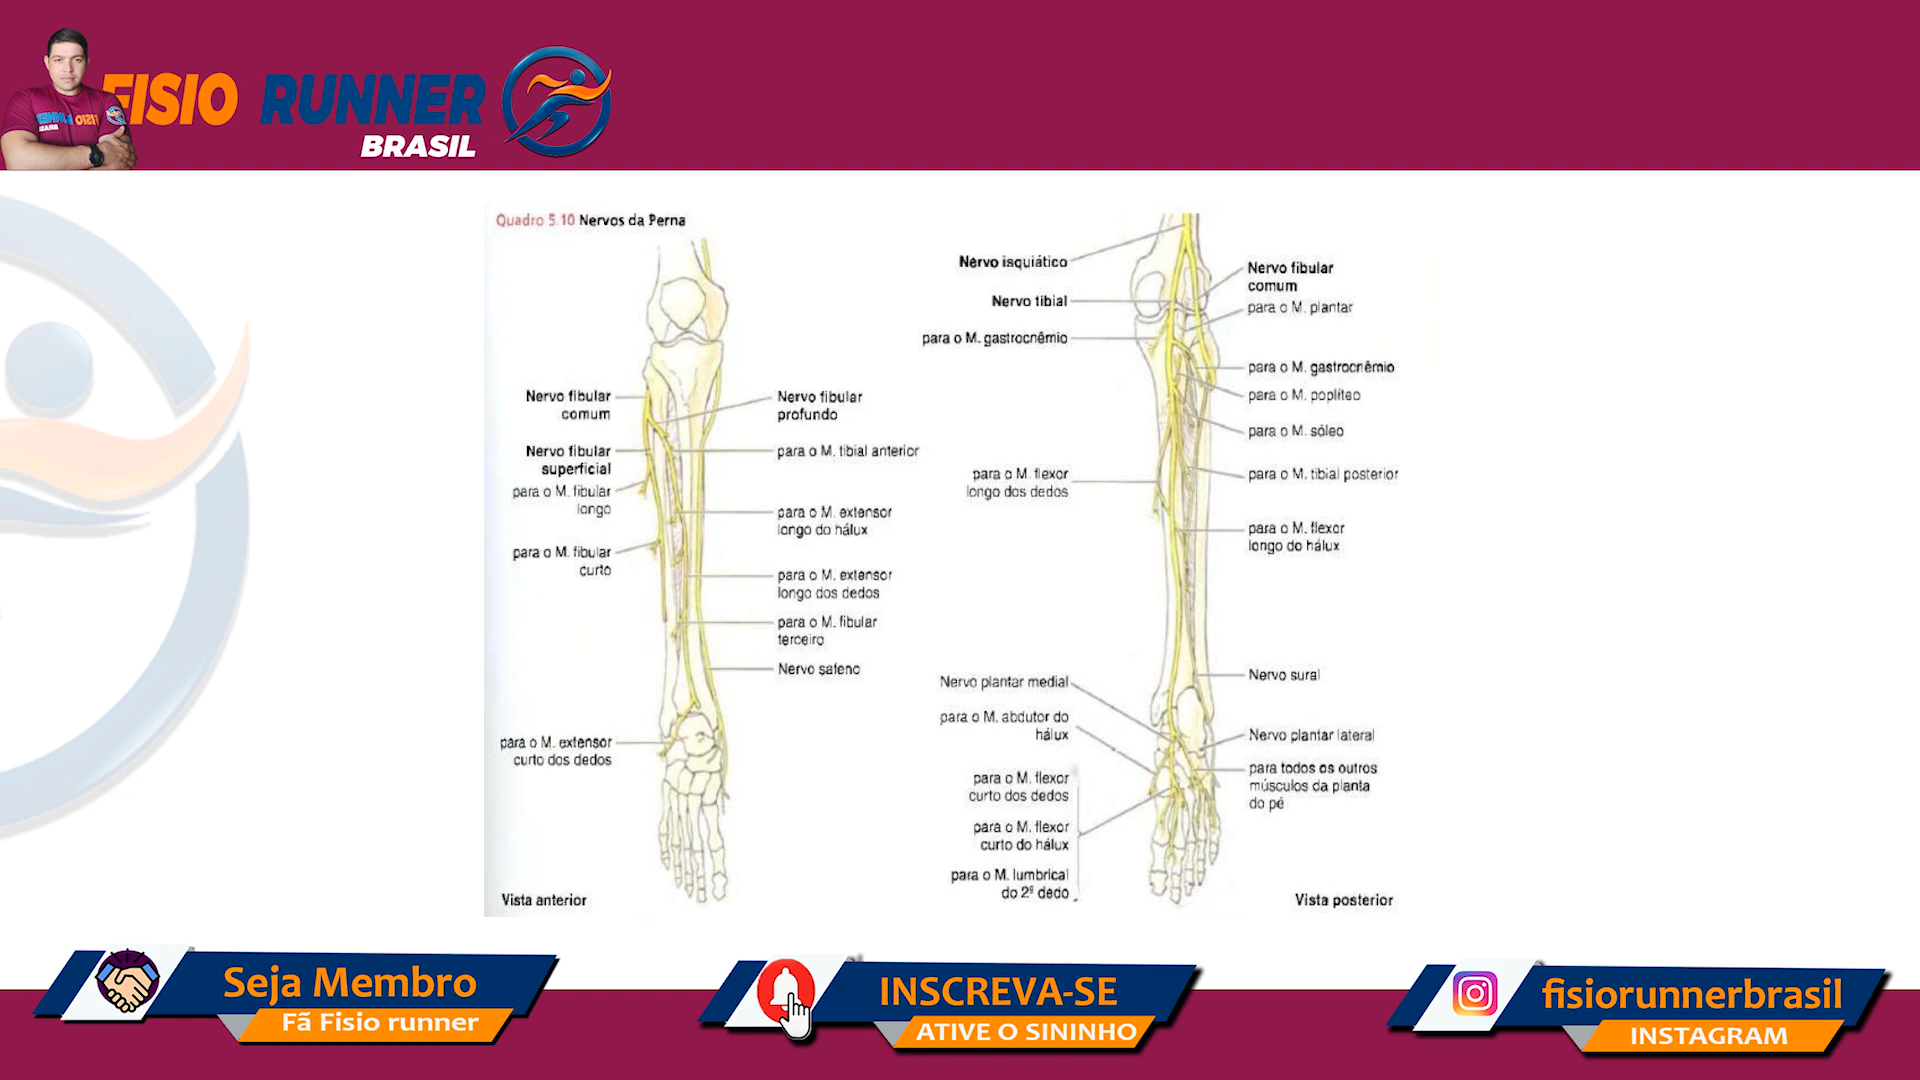 FISIO RUNNER
BRASIL
Quadro 5.10 Nervos da Perna
Nervo fibular
comum
Nervo fibular
superficial
para o M. fibular
longo
para o M. fibular
curto
para o M. extensor
curto dos dedos
Vista anterior
Nervo fibular
profundo
para o M. tibial anterior
para o M. extensor
longo do hálux
para o M. extensor
longo dos dedos
para o M. fibular
terceiro
Nervo safeno
Nervo isquiático
Nervo tibial
para o M. gastrocnêmio
para o M. flexor
longo dos dedos
Nervo plantar medial
para o M. abdutor do
hálux
para o M. flexor
curto dos dedos
para o M. flexor
curto do hálux
para o M. lumbrical
do 2º dedo
Nervo fibular
comum
para o M. plantar
para o M. gastrocnêmio
para o M. poplíteo
para o M. sóleo
para o M. tibial posterior
para o M. flexor
longo do hálux
Nervo sural
Nervo plantar lateral
para todos os outros
músculos da planta
do pé
Vista posterior
Seja Membro
Fã Fisio runner
INSCREVA-SE
ATIVE O SININHO
fisiorunnerbrasil
INSTAGRAM